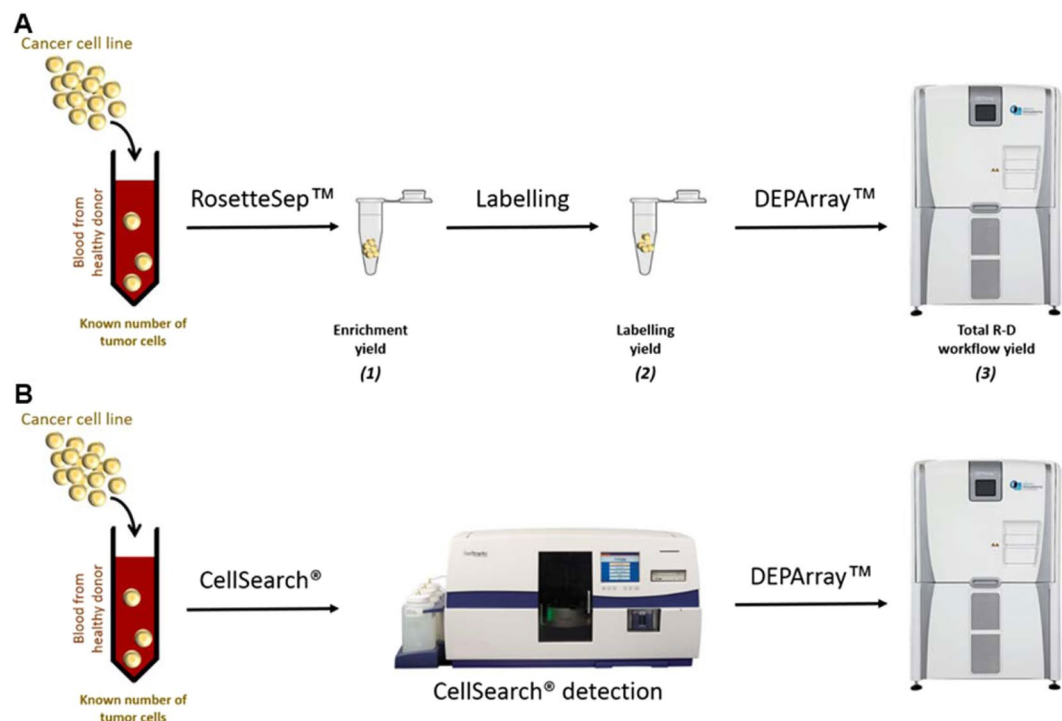 A
Cancer cell line
Blood from
healthy donor
Known number of
tumor cells
RosetteSep™
Labelling
DEPArray™
Enrichment
yield
(1)
Labelling
yield
(2)
Total R-D
workflow yield
(3)
B
Cancer cell line
Blood from
healthy donor
Known number of
tumor cells
CellSearch®
CellSearch® detection
DEPArray™